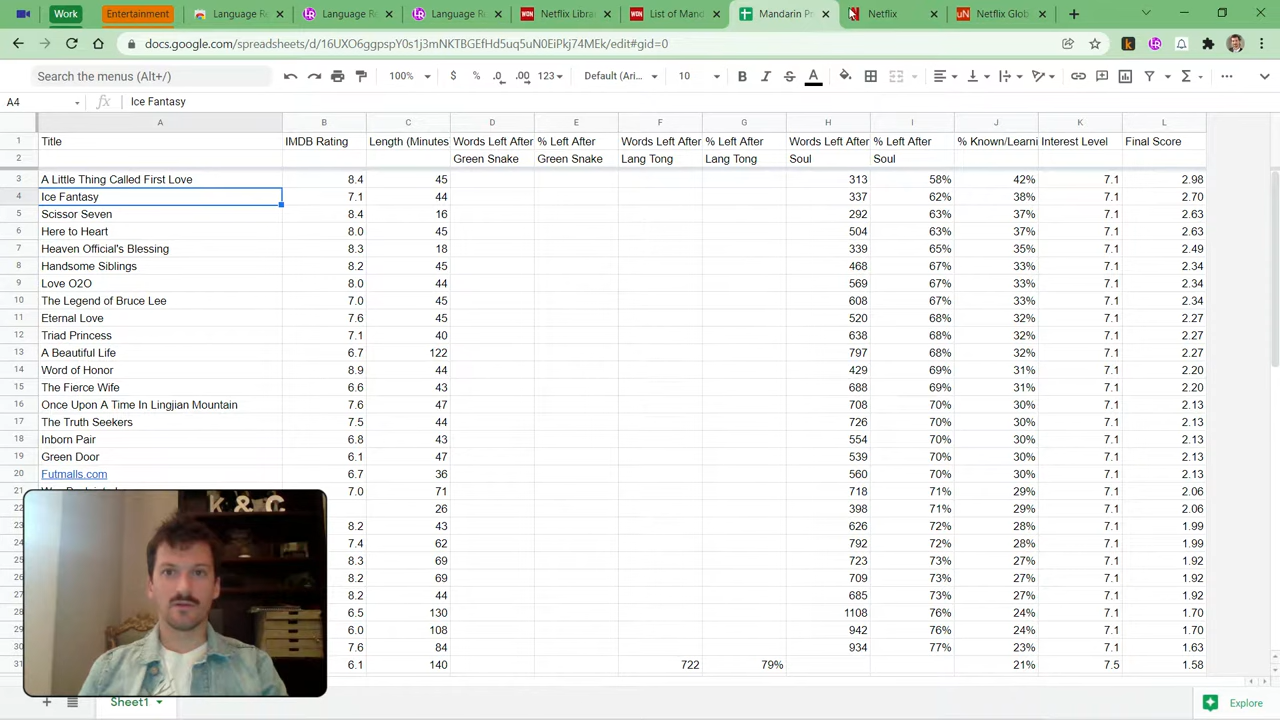 Work Entertainment Language R Language Re Language R Netflix Librar List of Mand Mandarin Po Netflix Netflix Glob
docs.google.com/spreadsheets/d/16UXO6ggpspY0s1j3mNKTBGEfHd5uq5uN0EiPkj74MEk/edit#gid=0
Search the menus (Alt+/) 100% $ % .0 .00 123 Default (Ari... 10
A4 fx Ice Fantasy
A B C D E F G H I J K L
1 Title IMDB Rating Length (Minutes Words Left After % Left After Words Left After % Left After Words Left After % Left After % Known/Learni Interest Level Final Score
2 Green Snake Green Snake Lang Tong Lang Tong Soul Soul
3 A Little Thing Called First Love 8.4 45 313 58% 42% 7.1 2.98
4 Ice Fantasy 7.1 44 337 62% 38% 7.1 2.70
5 Scissor Seven 8.4 16 292 63% 37% 7.1 2.63
6 Here to Heart 8.0 45 504 63% 37% 7.1 2.63
7 Heaven Official's Blessing 8.3 18 339 65% 35% 7.1 2.49
8 Handsome Siblings 8.2 45 468 67% 33% 7.1 2.34
9 Love O2O 8.0 44 569 67% 33% 7.1 2.34
10 The Legend of Bruce Lee 7.0 45 608 67% 33% 7.1 2.34
11 Eternal Love 7.6 45 520 68% 32% 7.1 2.27
12 Triad Princess 7.1 40 638 68% 32% 7.1 2.27
13 A Beautiful Life 6.7 122 797 68% 32% 7.1 2.27
14 Word of Honor 8.9 44 429 69% 31% 7.1 2.20
15 The Fierce Wife 6.6 43 688 69% 31% 7.1 2.20
16 Once Upon A Time In Lingjian Mountain 7.6 47 708 70% 30% 7.1 2.13
17 The Truth Seekers 7.5 44 726 70% 30% 7.1 2.13
18 Inborn Pair 6.8 43 554 70% 30% 7.1 2.13
19 Green Door 6.1 47 539 70% 30% 7.1 2.13
20 Futmalls.com 6.7 36 560 70% 30% 7.1 2.13
21 7.0 71 718 71% 29% 7.1 2.06
22 26 398 71% 29% 7.1 2.06
23 8.2 43 626 72% 28% 7.1 1.99
24 7.4 62 792 72% 28% 7.1 1.99
25 8.3 69 723 73% 27% 7.1 1.92
26 8.2 69 709 73% 27% 7.1 1.92
27 8.2 44 685 73% 27% 7.1 1.92
28 6.5 130 1108 76% 24% 7.1 1.70
29 6.0 108 942 76% 24% 7.1 1.70
30 7.6 84 934 77% 23% 7.1 1.63
31 6.1 140 722 79% 21% 7.5 1.58
K & C
Sheet1 Explore